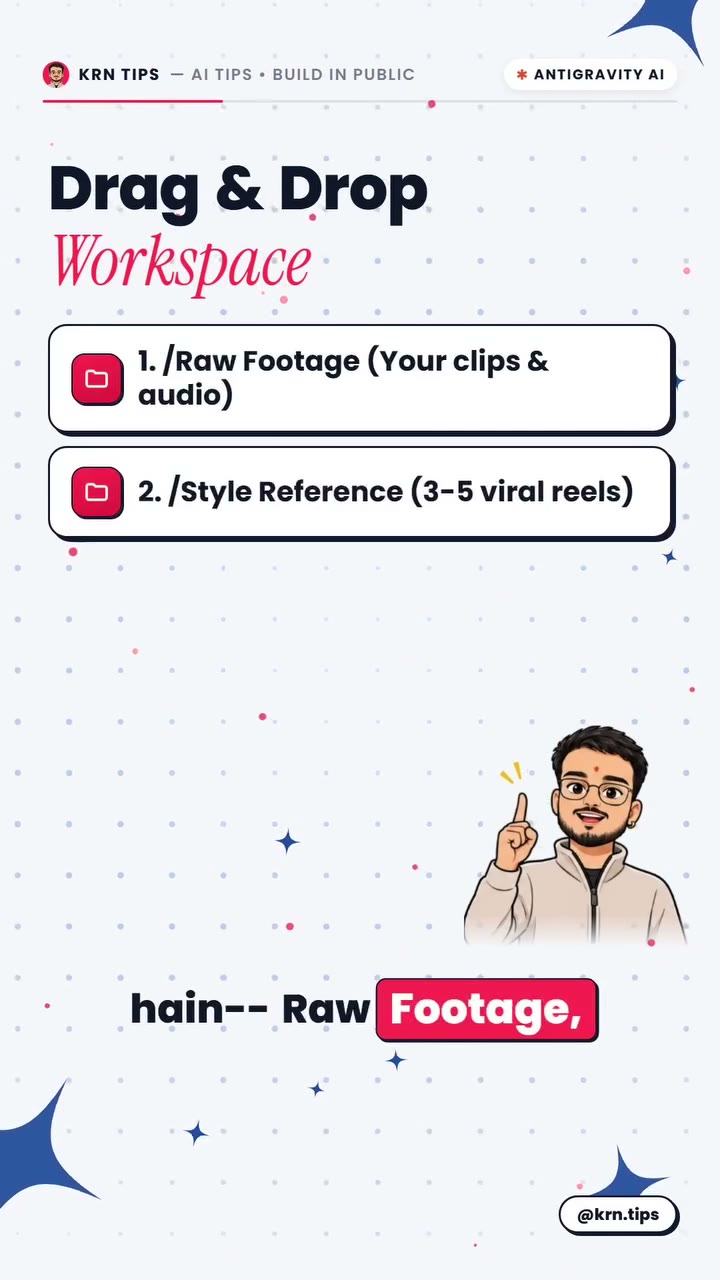 KRN TIPS — AI TIPS • BUILD IN PUBLIC
✱ ANTIGRAVITY AI
Drag & Drop
Workspace
1. /Raw Footage (Your clips &
audio)
2. /Style Reference (3-5 viral reels)
hain-- Raw Footage,
@krn.tips